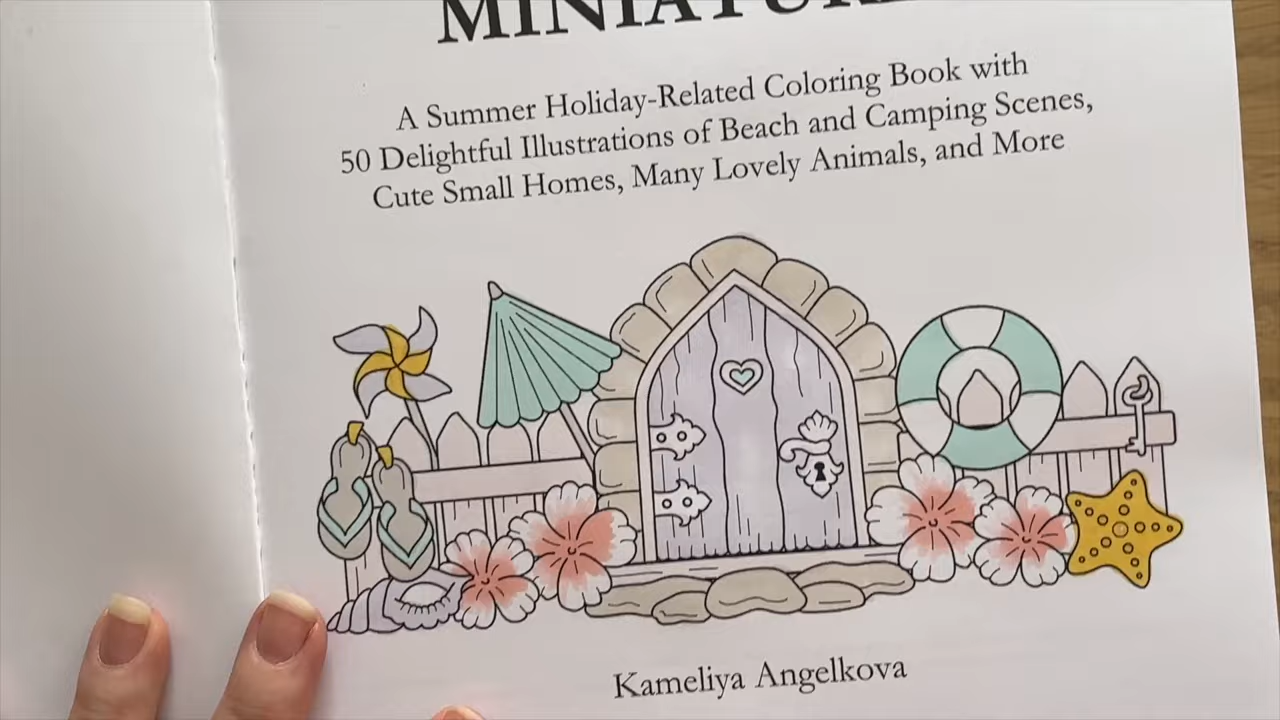 A Summer Holiday-Related Coloring Book with
50 Delightful Illustrations of Beach and Camping Scenes,
Cute Small Homes, Many Lovely Animals, and More
Kameliya Angelkova